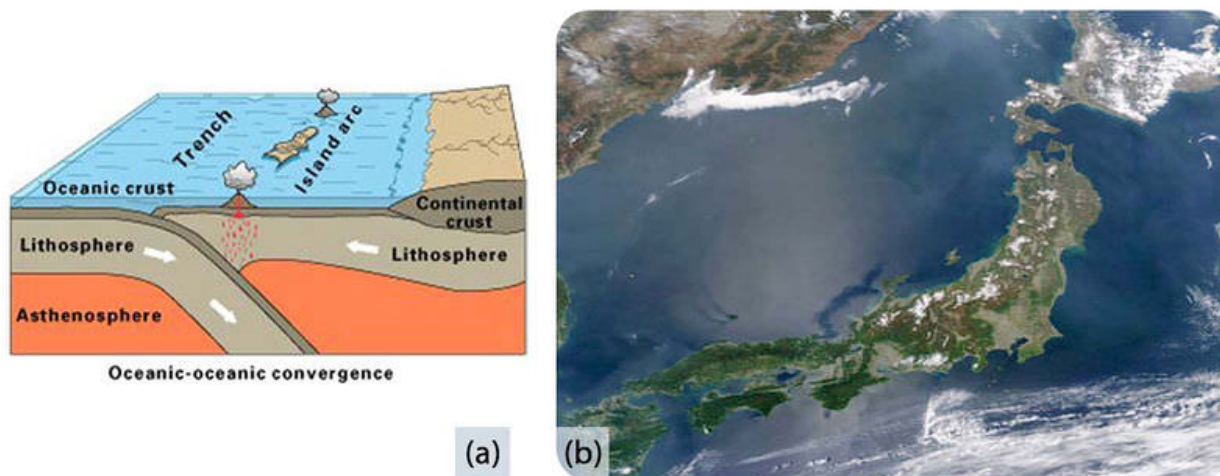 Trench
Island arc
Oceanic crust
Continental
crust
Lithosphere
Lithosphere
Asthenosphere
Oceanic-oceanic convergence
(a)
(b)